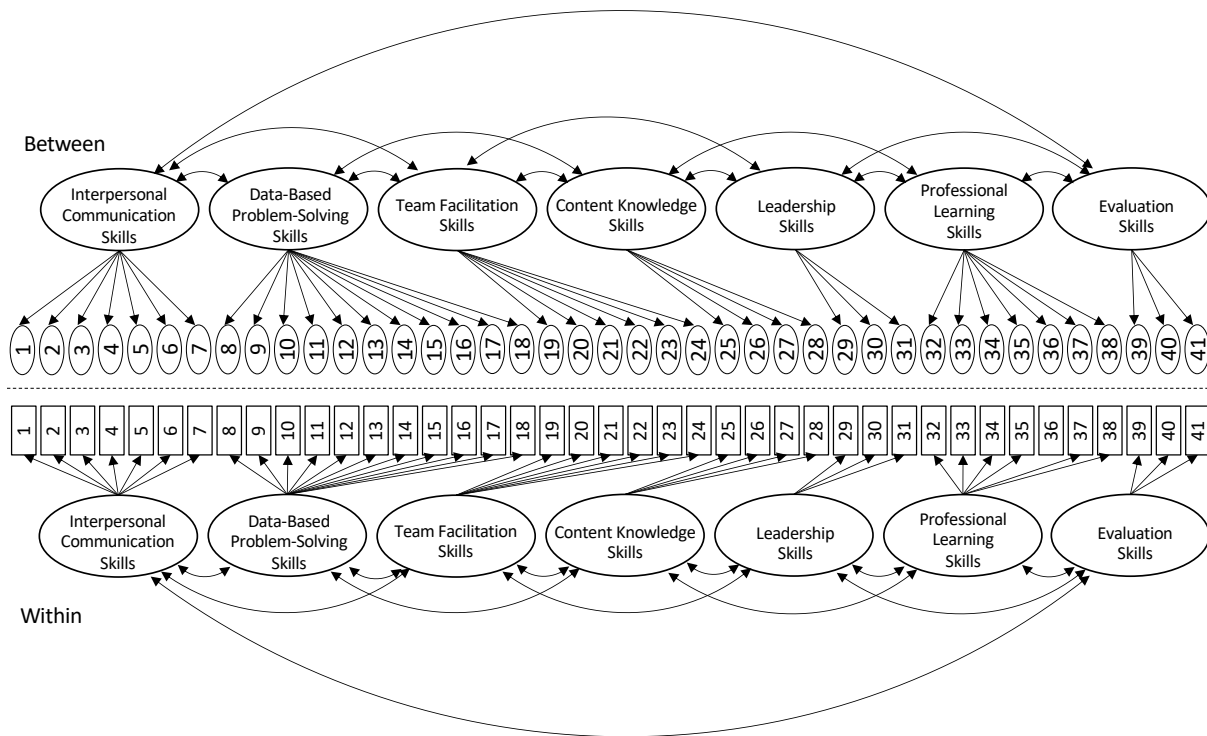 Between
Interpersonal
Communication
Skills
Data-Based
Problem-Solving
Skills
Team Facilitation
Skills
Content Knowledge
Skills
Leadership
Skills
Professional
Learning
Skills
Evaluation
Skills
1 2 3 4 5 6 7 8 9 10 11 12 13 14 15 16 17 18 19 20 21 22 23 24 25 26 27 28 29 30 31 32 33 34 35 36 37 38 39 40 41
1 2 3 4 5 6 7 8 9 10 11 12 13 14 15 16 17 18 19 20 21 22 23 24 25 26 27 28 29 30 31 32 33 34 35 36 37 38 39 40 41
Interpersonal
Communication
Skills
Data-Based
Problem-Solving
Skills
Team Facilitation
Skills
Content Knowledge
Skills
Leadership
Skills
Professional
Learning
Skills
Evaluation
Skills
Within